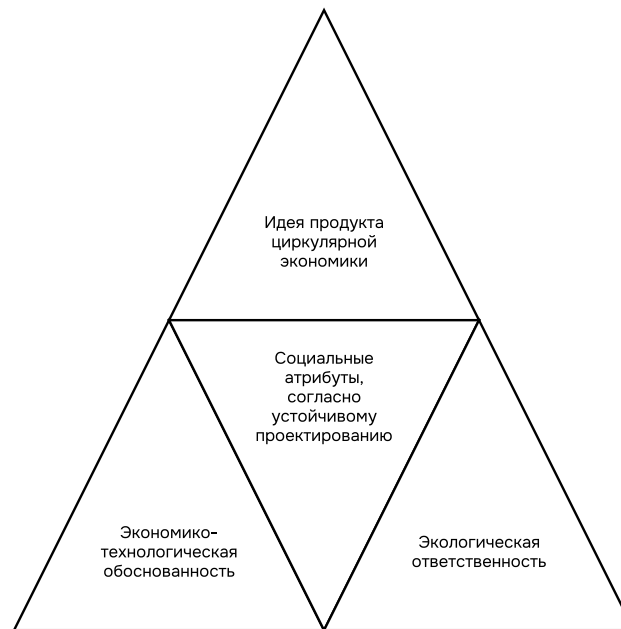 Идея продукта
циркулярной
экономики
Социальные
атрибуты,
согласно
устойчивому
проектированию
Экономико-
технологическая
обоснованность
Экологическая
ответственность